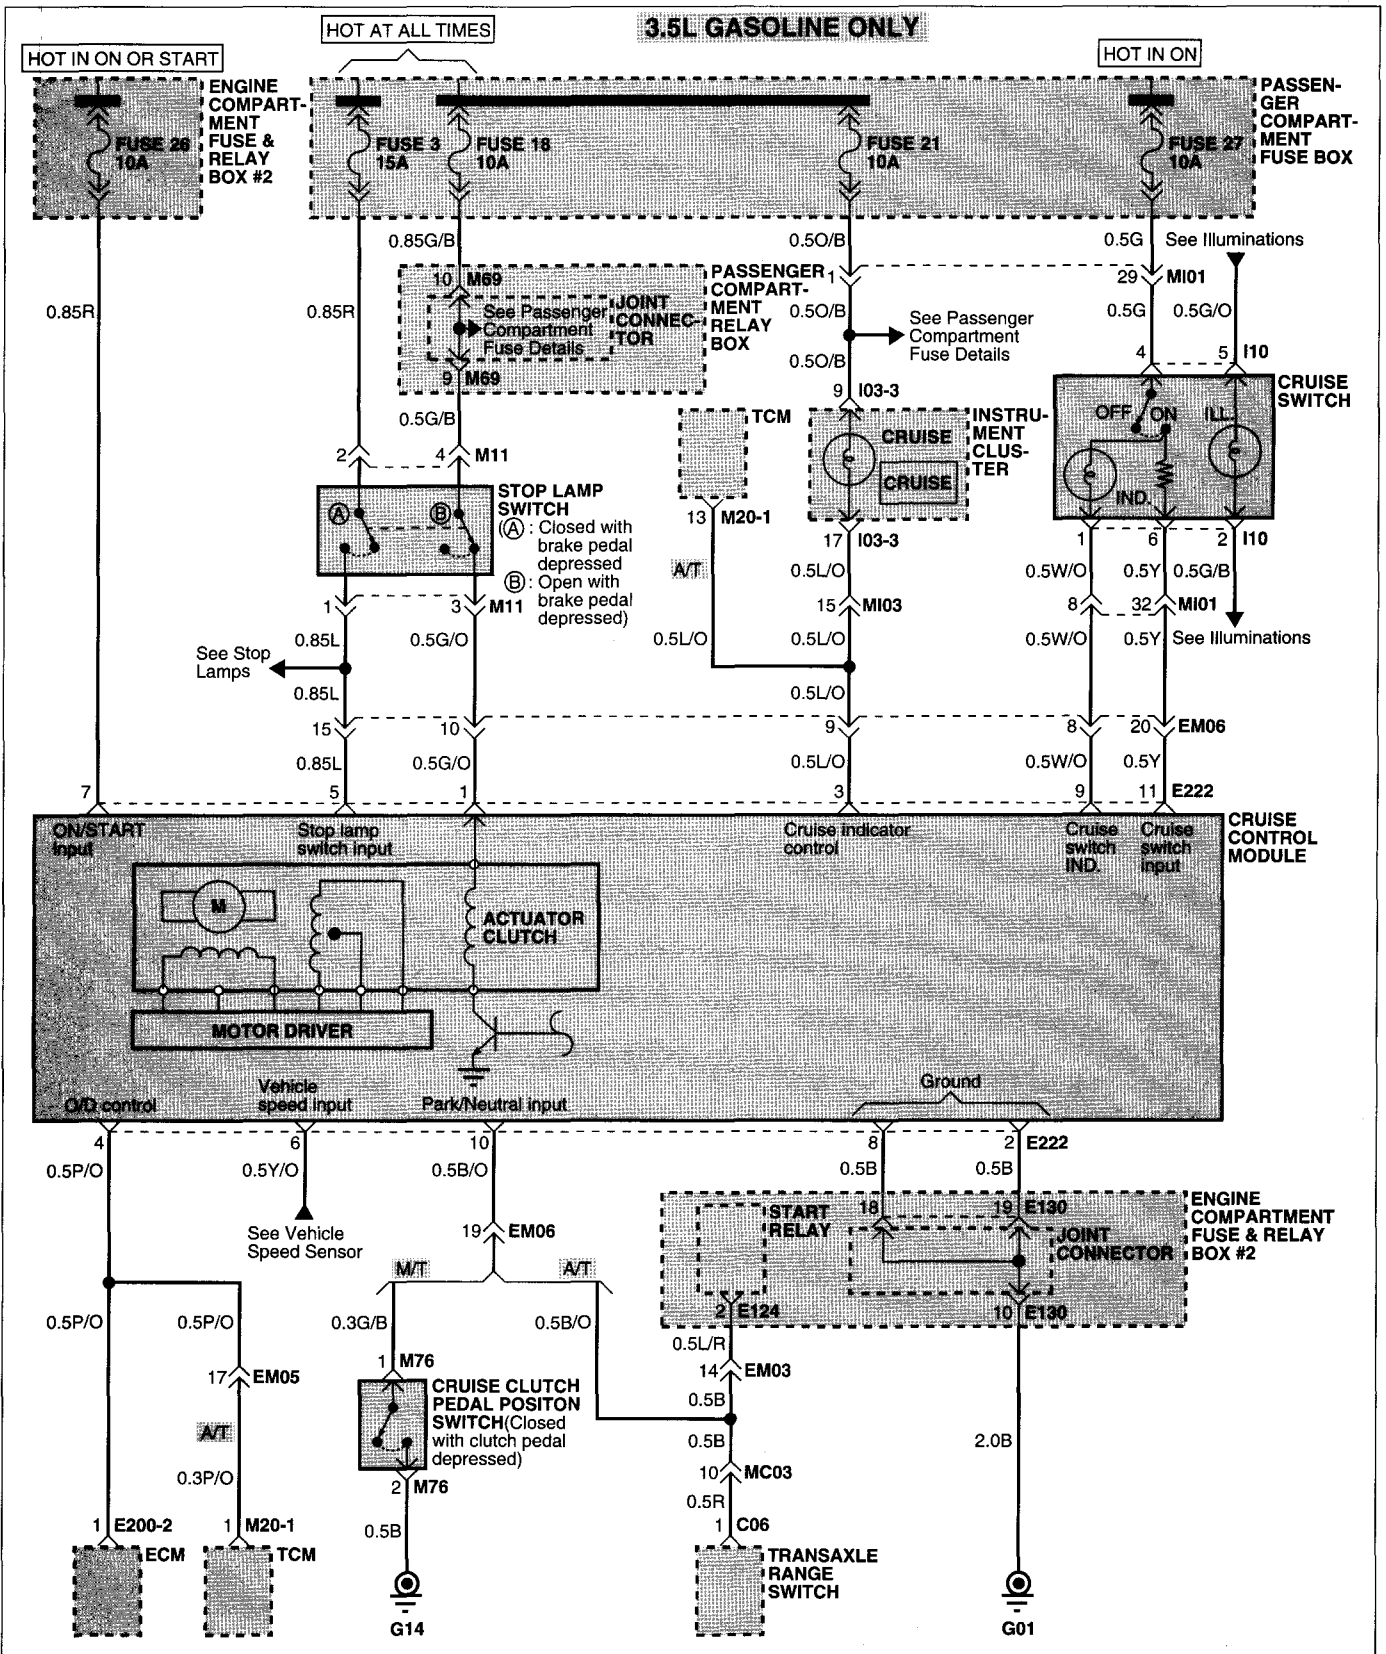 3.5L GASOLINE ONLY
HOT AT ALL TIMES
HOT IN ON OR START
HOT IN ON
ENGINE
COMPART-
MENT
FUSE &
RELAY
BOX #2
PASSEN-
GER
COMPART-
MENT
FUSE BOX
FUSE 26
10A
FUSE 3
15A
FUSE 18
10A
FUSE 21
10A
FUSE 27
10A
0.85G/B
0.5O/B
0.5G
See Illuminations
10 M69
PASSENGER
COMPART-
MENT
RELAY
BOX
1
29 MI01
0.85R
0.85R
See Passenger
Compartment
Fuse Details
JOINT
CONNEC-
TOR
0.5O/B
See Passenger
Compartment
Fuse Details
0.5G
0.5G/O
0.5O/B
4
5 I10
9 M69
9 I03-3
CRUISE
SWITCH
0.5G/B
TCM
INSTRU-
MENT
CLUS-
TER
CRUISE
CRUISE
OFF
ON
ILL.
IND.
2
4 M11
STOP LAMP
SWITCH
(A : Closed with
brake pedal
depressed
B : Open with
brake pedal
depressed)
A
B
13 M20-1
17 I03-3
1
6
2 I10
A/T
0.5L/O
0.5W/O
0.5Y
0.5G/B
1
3 M11
15 MI03
8
32 MI01
0.85L
0.5G/O
0.5L/O
0.5L/O
0.5W/O
0.5Y
See Illuminations
See Stop
Lamps
0.85L
0.5L/O
15
10
9
8
20 EM06
0.85L
0.5G/O
0.5L/O
0.5W/O
0.5Y
7
5
1
3
9
11 E222
CRUISE
CONTROL
MODULE
ON/START
input
Stop lamp
switch input
Cruise indicator
control
Cruise
switch
IND.
Cruise
switch
input
M
ACTUATOR
CLUTCH
MOTOR DRIVER
O/D control
Vehicle
speed input
Park/Neutral input
Ground
4
6
10
8
2 E222
0.5P/O
0.5Y/O
0.5B/O
0.5B
0.5B
See Vehicle
Speed Sensor
19 EM06
START
RELAY
18
19 E130
JOINT
CONNECTOR
ENGINE
COMPARTMENT
FUSE & RELAY
BOX #2
M/T
A/T
2 E124
10 E130
0.5P/O
0.5P/O
0.3G/B
0.5B/O
0.5L/R
17 EM05
1 M76
14 EM03
CRUISE CLUTCH
PEDAL POSITON
SWITCH(Closed
with clutch pedal
depressed)
0.5B
A/T
0.5B
2.0B
0.3P/O
2 M76
10 MC03
0.5R
1 E200-2
1 M20-1
0.5B
1 C06
ECM
TCM
TRANSAXLE
RANGE
SWITCH
G14
G01